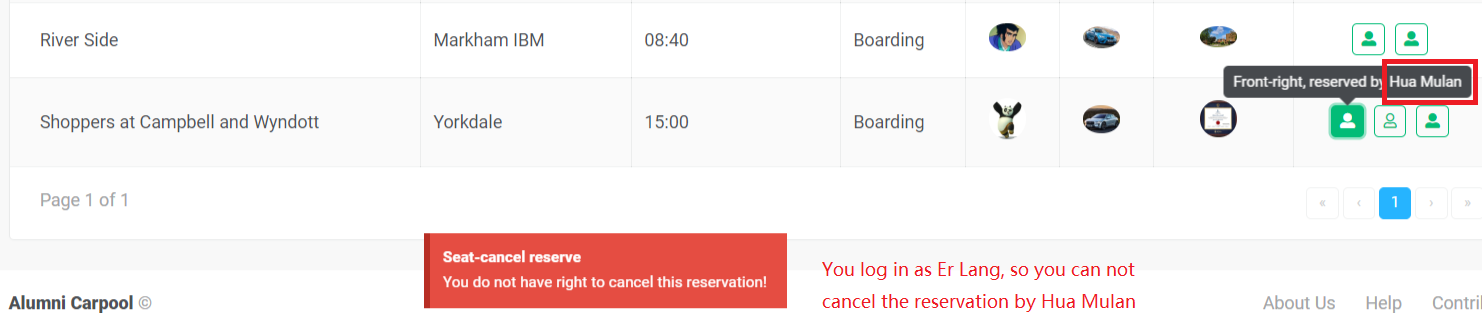 River Side Markham IBM 08:40 Boarding
Front-right, reserved by Hua Mulan
Shoppers at Campbell and Wyndott Yorkdale 15:00 Boarding
Page 1 of 1 « ‹ 1 › »
Seat-cancel reserve
You do not have right to cancel this reservation!
You log in as Er Lang, so you can not
cancel the reservation by Hua Mulan
Alumni Carpool © About Us Help Contri